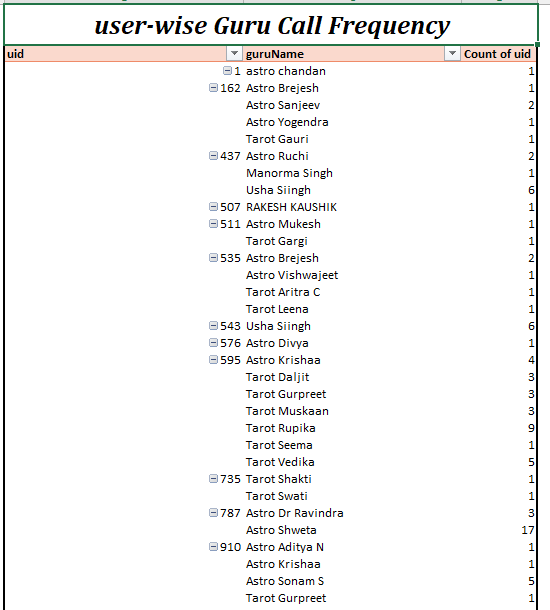 user-wise Guru Call Frequency
uid guruName Count of uid
1 astro chandan 1
162 Astro Brejesh 1
Astro Sanjeev 2
Astro Yogendra 1
Tarot Gauri 1
437 Astro Ruchi 2
Manorma Singh 1
Usha Siingh 6
507 RAKESH KAUSHIK 1
511 Astro Mukesh 1
Tarot Gargi 1
535 Astro Brejesh 2
Astro Vishwajeet 1
Tarot Aritra C 1
Tarot Leena 1
543 Usha Siingh 6
576 Astro Divya 1
595 Astro Krishaa 4
Tarot Daljit 3
Tarot Gurpreet 3
Tarot Muskaan 3
Tarot Rupika 9
Tarot Seema 1
Tarot Vedika 5
735 Tarot Shakti 1
Tarot Swati 1
787 Astro Dr Ravindra 3
Astro Shweta 17
910 Astro Aditya N 1
Astro Krishaa 1
Astro Sonam S 5
Tarot Gurpreet 1